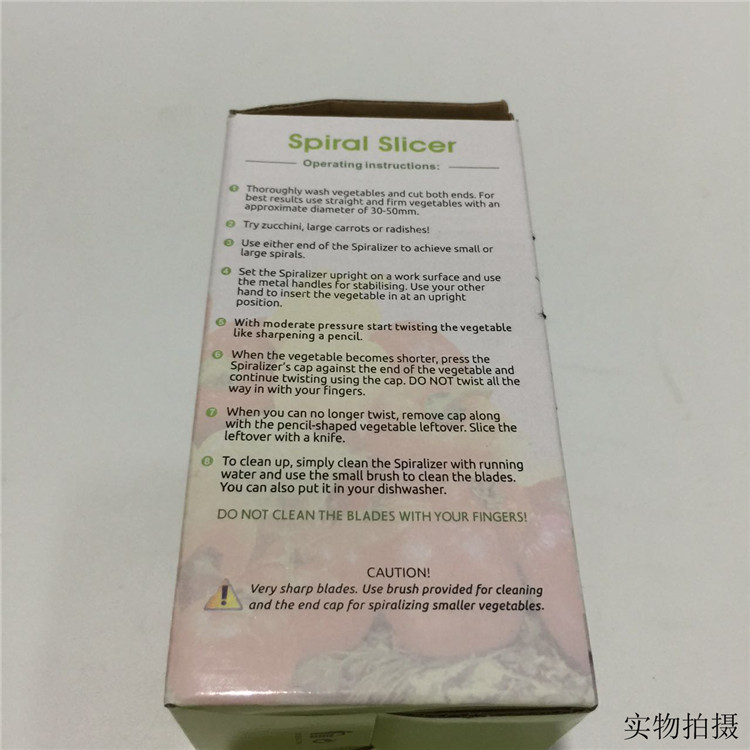 Spiral Slicer
Operating instructions:
1 Thoroughly wash vegetables and cut both ends. For
best results use straight and firm vegetables with an
approximate diameter of 30-50mm.
2 Try zucchini, large carrots or radishes!
3 Use either end of the Spiralizer to achieve small or
large spirals.
4 Set the Spiralizer upright on a work surface and use
the metal handles for stabilising. Use your other
hand to insert the vegetable in at an upright
position.
5 With moderate pressure start twisting the vegetable
like sharpening a pencil.
6 When the vegetable becomes shorter, press the
Spiralizer's cap against the end of the vegetable and
continue twisting using the cap. DO NOT twist all the
way in with your fingers.
7 When you can no longer twist, remove cap along
with the pencil-shaped vegetable leftover. Slice the
leftover with a knife.
8 To clean up, simply clean the Spiralizer with running
water and use the small brush to clean the blades.
You can also put it in your dishwasher.
DO NOT CLEAN THE BLADES WITH YOUR FINGERS!
CAUTION!
Very sharp blades. Use brush provided for cleaning
and the end cap for spiralizing smaller vegetables.
实物拍摄